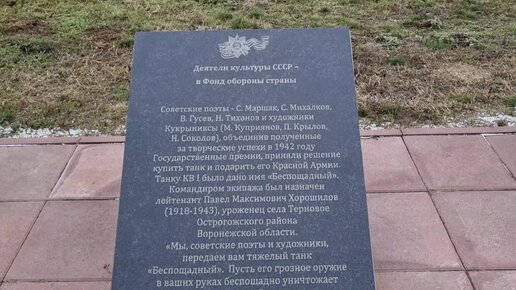 Деятели культуры СССР –
в Фонд обороны страны
Советские поэты - С. Маршак, С. Михалков,
В. Гусев, Н. Тихонов и художники
Кукрыниксы (М. Куприянов, П. Крылов,
Н. Соколов), объединив полученные
за творческие успехи в 1942 году
Государственные премии, приняли решение
купить танк и подарить его Красной Армии.
Танку КВ I было дано имя «Беспощадный».
Командиром экипажа был назначен
лейтенант Павел Максимович Хорошилов
(1918-1943), уроженец села Терновое
Острогожского района
Воронежской области.
«Мы, советские поэты и художники,
передаем вам тяжелый танк
«Беспощадный». Пусть его грозное оружие
в ваших руках беспощадно уничтожает